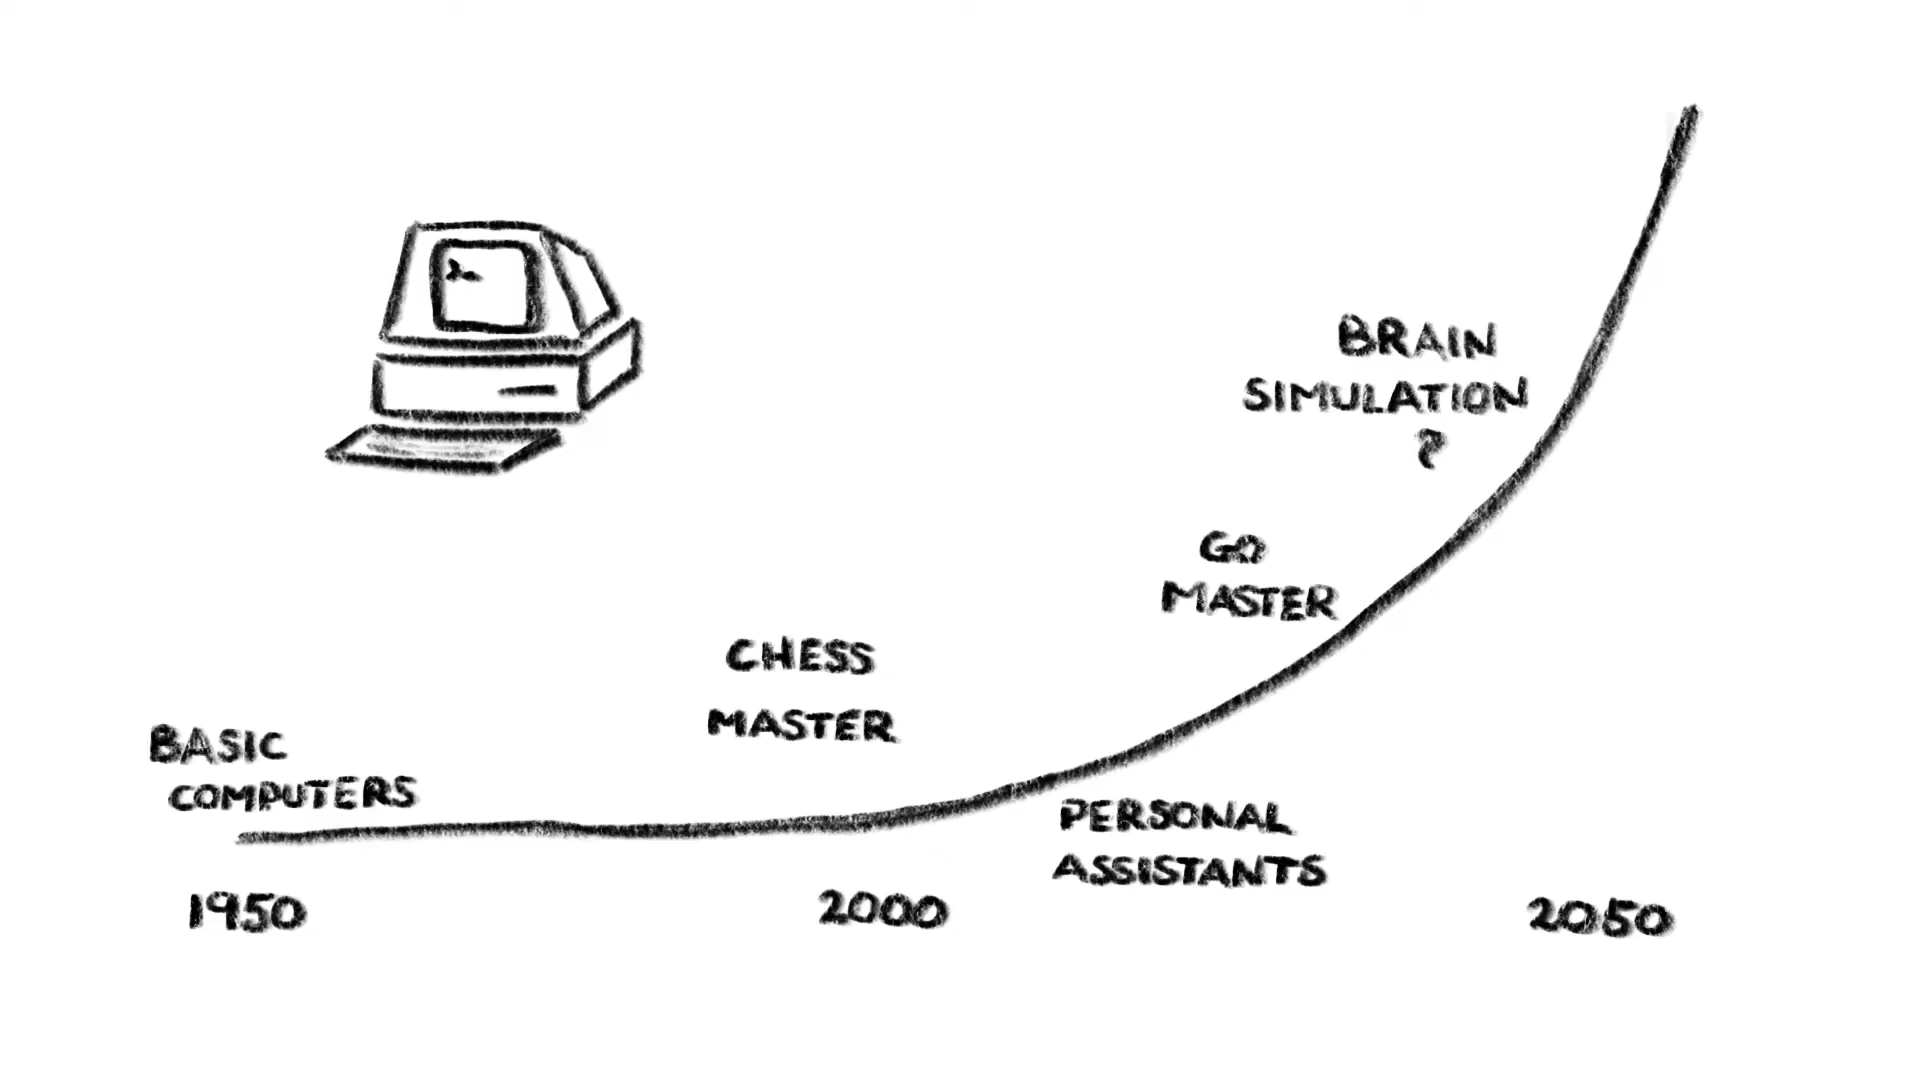 >_
BRAIN
SIMULATION
?
GO
MASTER
CHESS
MASTER
BASIC
COMPUTERS
PERSONAL
ASSISTANTS
1950
2000
2050